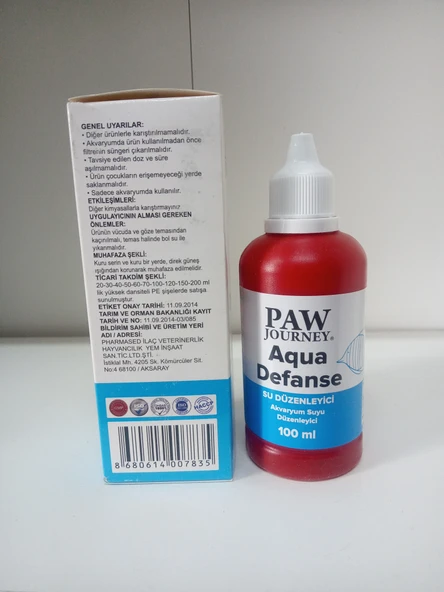 GENEL UYARILAR:
• Diğer ürünlerle karıştırılmamalıdır.
• Akvaryumda ürün kullanılmadan önce
filtrenin süngeri çıkarılmalıdır.
• Tavsiye edilen doz ve süre
aşılmamalıdır.
• Ürün çocukların erişemeyeceği yerde
saklanmalıdır.
• Sadece akvaryumda kullanılır.
ETKİLEŞİMLERİ:
Diğer kimyasallarla karıştırmayınız
UYGULAYICININ ALMASI GEREKEN
ÖNLEMLER:
Ürünün vücuda ve göze temasından
kaçınılmalı, temas halinde bol su ile
yıkanmalıdır.
MUHAFAZA ŞEKLİ:
Kuru serin ve kuru bir yerde, direk güneş
ışığından korunarak muhafaza edilmelidir.
TİCARİ TAKDİM ŞEKLİ:
20-30-40-50-60-70-100-120-150-200 ml
lik yüksek dansiteli PE şişelerde satışa
sunulmuştur.
ETİKET ONAY TARİHİ: 11.09.2014
TARIM VE ORMAN BAKANLIĞI KAYIT
TARİH VE NO: 11.09.2014-03/085
BİLDİRİM SAHİBİ VE ÜRETİM YERİ
ADI / ADRESİ:
PHARMASED İLAÇ VETERİNERLİK
HAYVANCILIK YEM İNŞAAT
SAN.TİC LTD.ŞTİ.
İstiklal Mh. 4205 Sk. Kömürcüler Sit.
No:4 68100 / AKSARAY
HACCP
8 680614 007835
PAW
JOURNEY®
Aqua
Defanse
SU DÜZENLEYİCİ
Akvaryum Suyu
Düzenleyici
100 ml